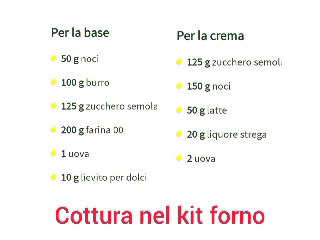 Per la base
50 g noci
100 g burro
125 g zucchero semola
200 g farina 00
1 uova
10 g lievito per dolci
Per la crema
125 g zucchero semol
150 g noci
50 g latte
20 g liquore strega
2 uova
Cottura nel kit forno